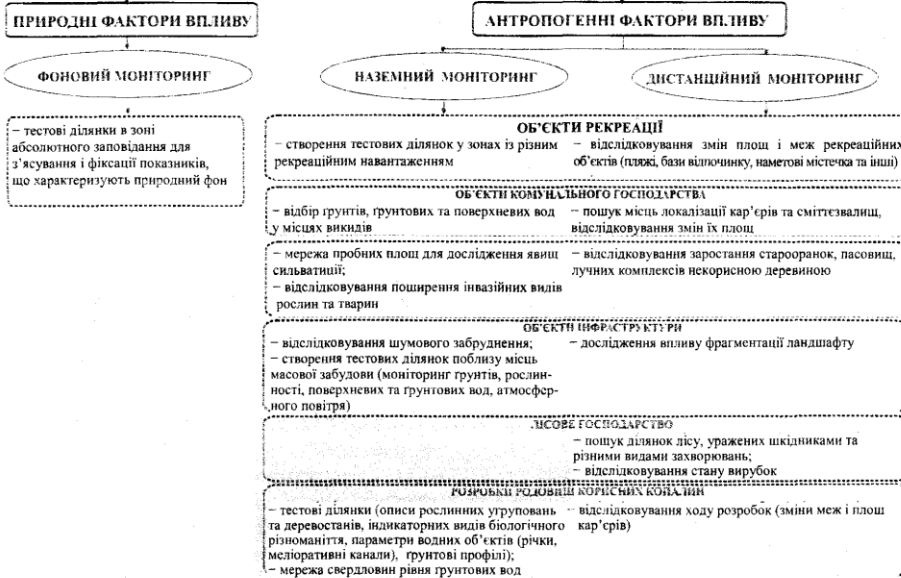 ПРИРОДНІ ФАКТОРИ ВПЛИВУ
АНТРОПОГЕННІ ФАКТОРИ ВПЛИВУ
ФОНОВИЙ МОНІТОРИНГ
НАЗЕМНИЙ МОНІТОРИНГ
ДИСТАНЦІЙНИЙ МОНІТОРИНГ
– тестові ділянки в зоні
абсолютного заповідання для
з'ясування і фіксації показників,
що характеризують природний фон
ОБ'ЄКТИ РЕКРЕАЦІЇ
– створення тестових ділянок у зонах із різним
рекреаційним навантаженням
– відслідковування змін площ і меж рекреаційних
об'єктів (пляжі, бази відпочинку, наметові містечка та інші)
ОБ'ЄКТИ КОМУНАЛЬНОГО ГОСПОДАРСТВА
– відбір ґрунтів, ґрунтових та поверхневих вод
у місцях викидів
– пошук місць локалізації кар'єрів та сміттєзвалищ,
відслідковування змін їх площ
– мережа пробних площ для дослідження явищ
сильватизації;
– відслідковування поширення інвазійних видів
рослин та тварин
– відслідковування заростання старооранок, пасовищ,
лучних комплексів некорисною деревиною
ОБ'ЄКТИ ІНФРАСТРУКТУРИ
– відслідковування шумового забруднення;
– створення тестових ділянок поблизу місць
масової забудови (моніторинг ґрунтів, рослин-
ності, поверхневих та ґрунтових вод, атмосфер-
ного повітря)
– дослідження впливу фрагментації ландшафту
ЛІСОВЕ ГОСПОДАРСТВО
– пошук ділянок лісу, уражених шкідниками та
різними видами захворювань;
– відслідковування стану вирубок
РОЗРОБКИ РОДОВИЩ КОРИСНИХ КОПАЛИН
– тестові ділянки (описи рослинних угруповань
та деревостанів, індикаторних видів біологічного
різноманіття, параметри водних об'єктів (річки,
меліоративні канали), ґрунтові профілі);
– мережа свердловин рівня ґрунтових вод
– відслідковування ходу розробок (зміни меж і площ
кар'єрів)